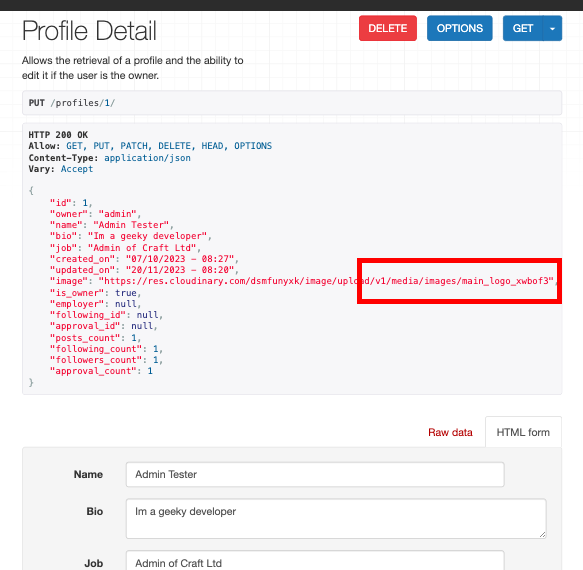 Profile Detail
DELETE
OPTIONS
GET
Allows the retrieval of a profile and the ability to
edit it if the user is the owner.
PUT /profiles/1/
HTTP 200 OK
Allow: GET, PUT, PATCH, DELETE, HEAD, OPTIONS
Content-Type: application/json
Vary: Accept
{
"id": 1,
"owner": "admin",
"name": "Admin Tester",
"bio": "Im a geeky developer",
"job": "Admin of Craft Ltd",
"created_on": "07/10/2023 - 08:27",
"updated_on": "20/11/2023 - 08:20",
"image": "https://res.cloudinary.com/dsmfunyxk/image/upload/v1/media/images/main_logo_xwbof3",
"is_owner": true,
"employer": null,
"following_id": null,
"approval_id": null,
"posts_count": 1,
"following_count": 1,
"followers_count": 1,
"approval_count": 1
}
Raw data
HTML form
Name
Admin Tester
Bio
Im a geeky developer
Job
Admin of Craft Ltd